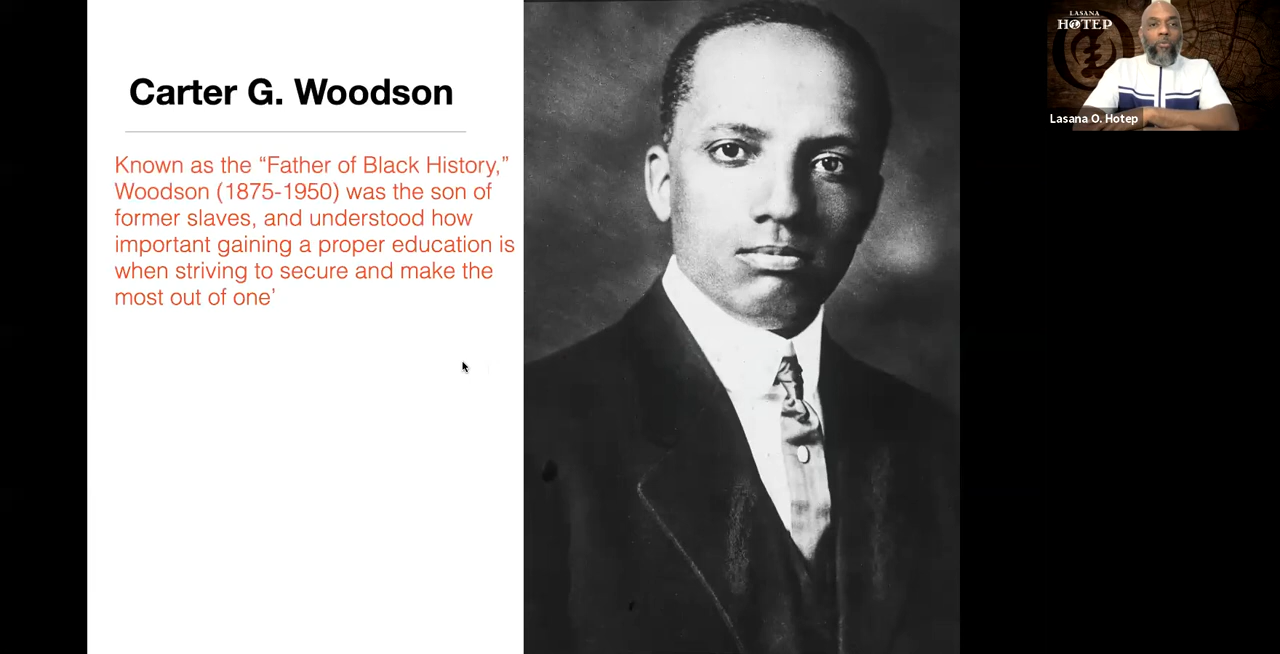 Carter G. Woodson
Known as the “Father of Black History,”
Woodson (1875-1950) was the son of
former slaves, and understood how
important gaining a proper education is
when striving to secure and make the
most out of one’
LASANA
HOTEP
Lasana O. Hotep